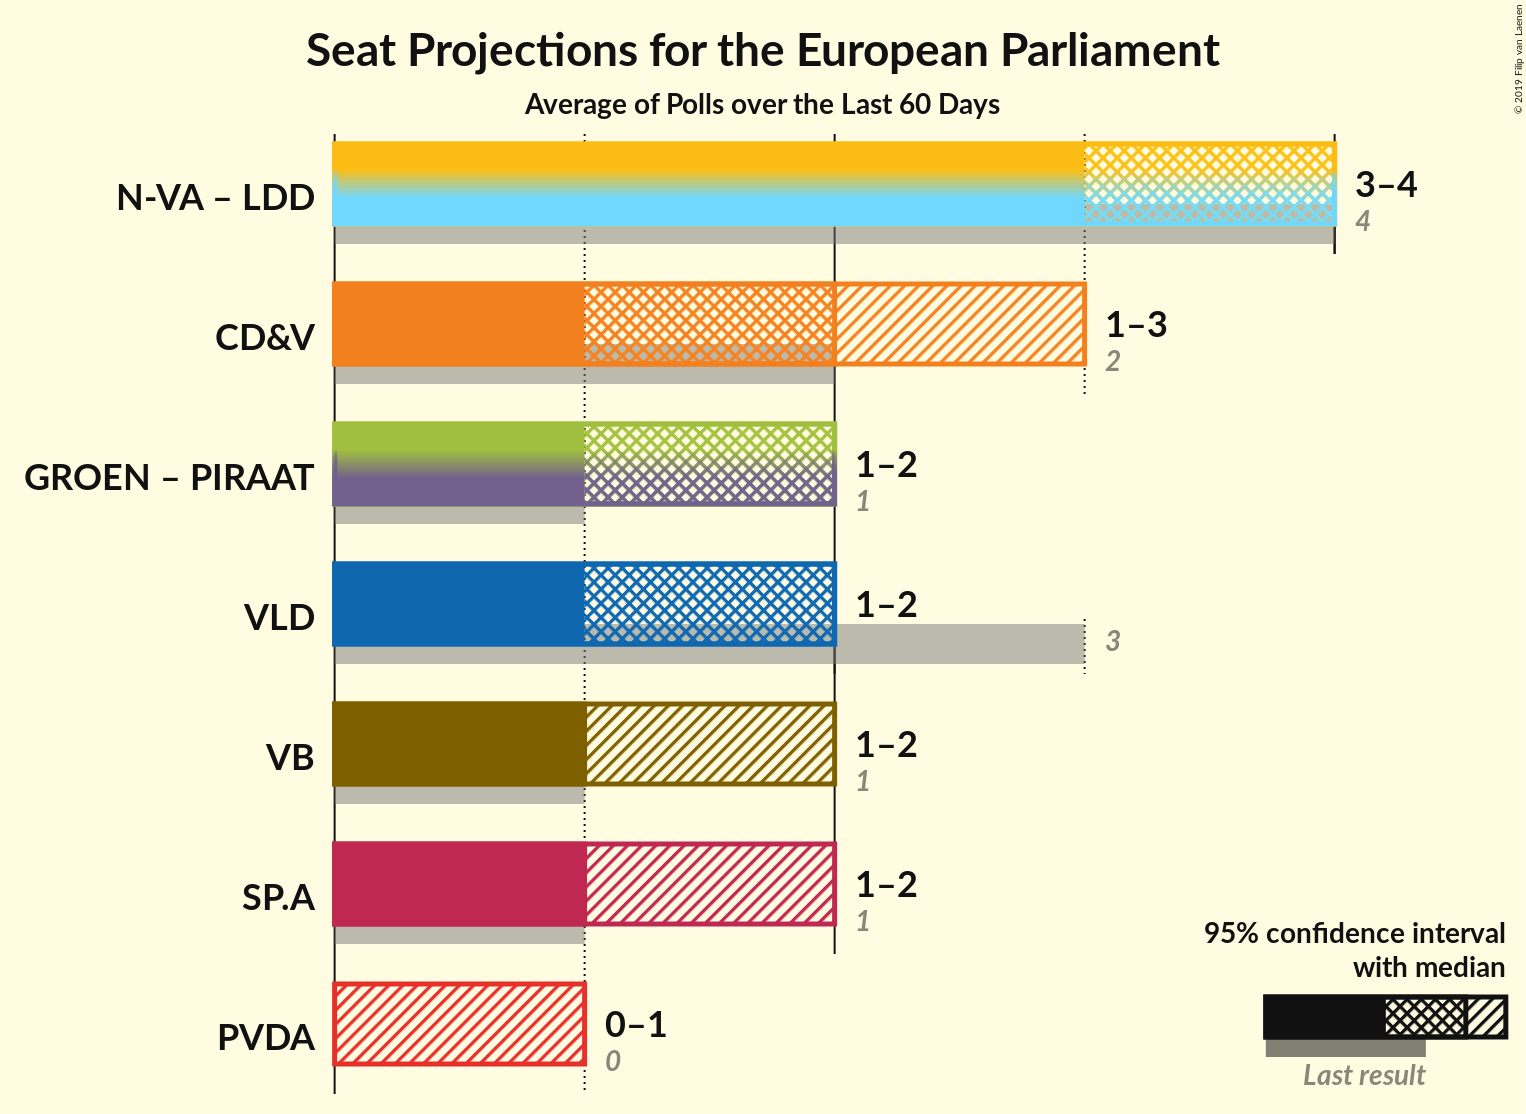 Seat Projections for the European Parliament
Average of Polls over the Last 60 Days
© 2019 Filip van Laenen
N-VA – LDD
3–4
4
CD&V
1–3
2
GROEN – PIRAAT
1–2
1
VLD
1–2
3
VB
1–2
1
SP.A
1–2
1
PVDA
0–1
0
95% confidence interval
with median
Last result